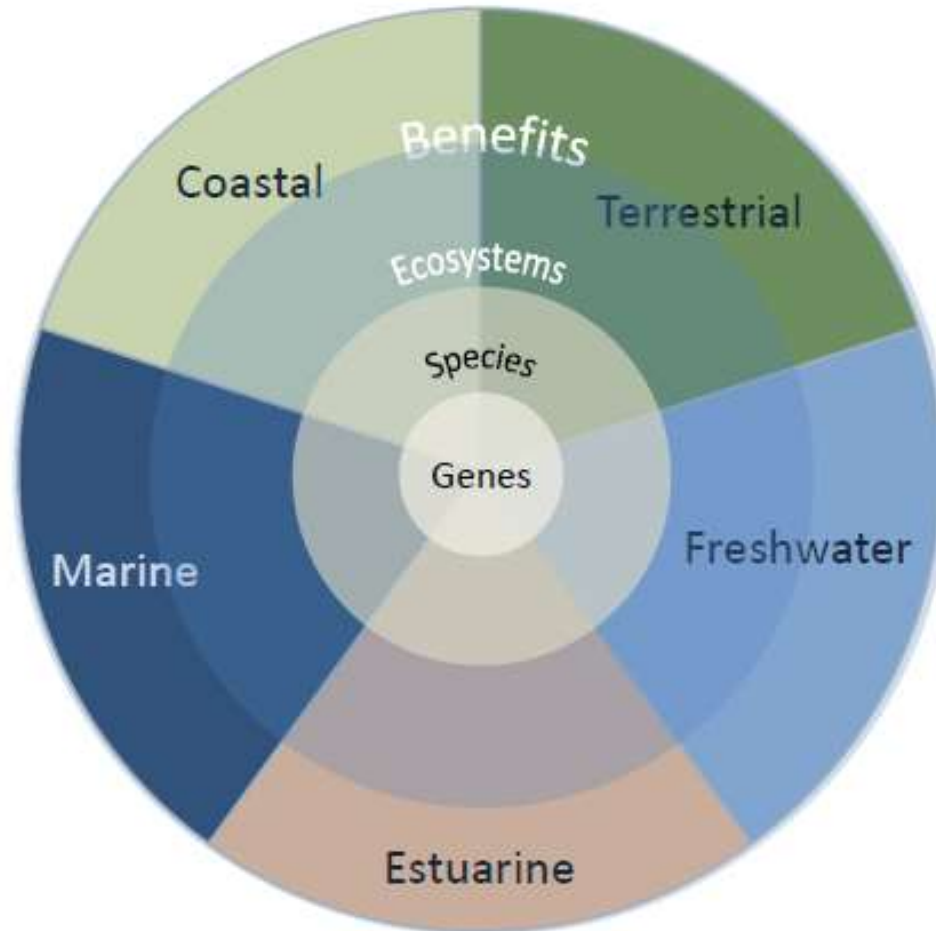 Benefits
Coastal
Terrestrial
Ecosystems
Species
Genes
Freshwater
Marine
Estuarine